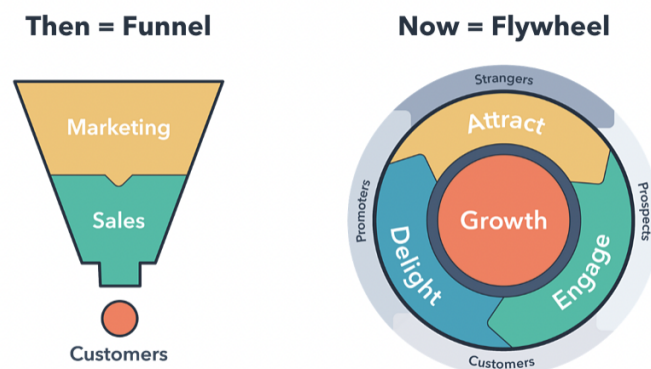 Then = Funnel
Marketing
Sales
Customers
Now = Flywheel
Strangers
Attract
Promoters
Growth
Prospects
Delight
Engage
Customers